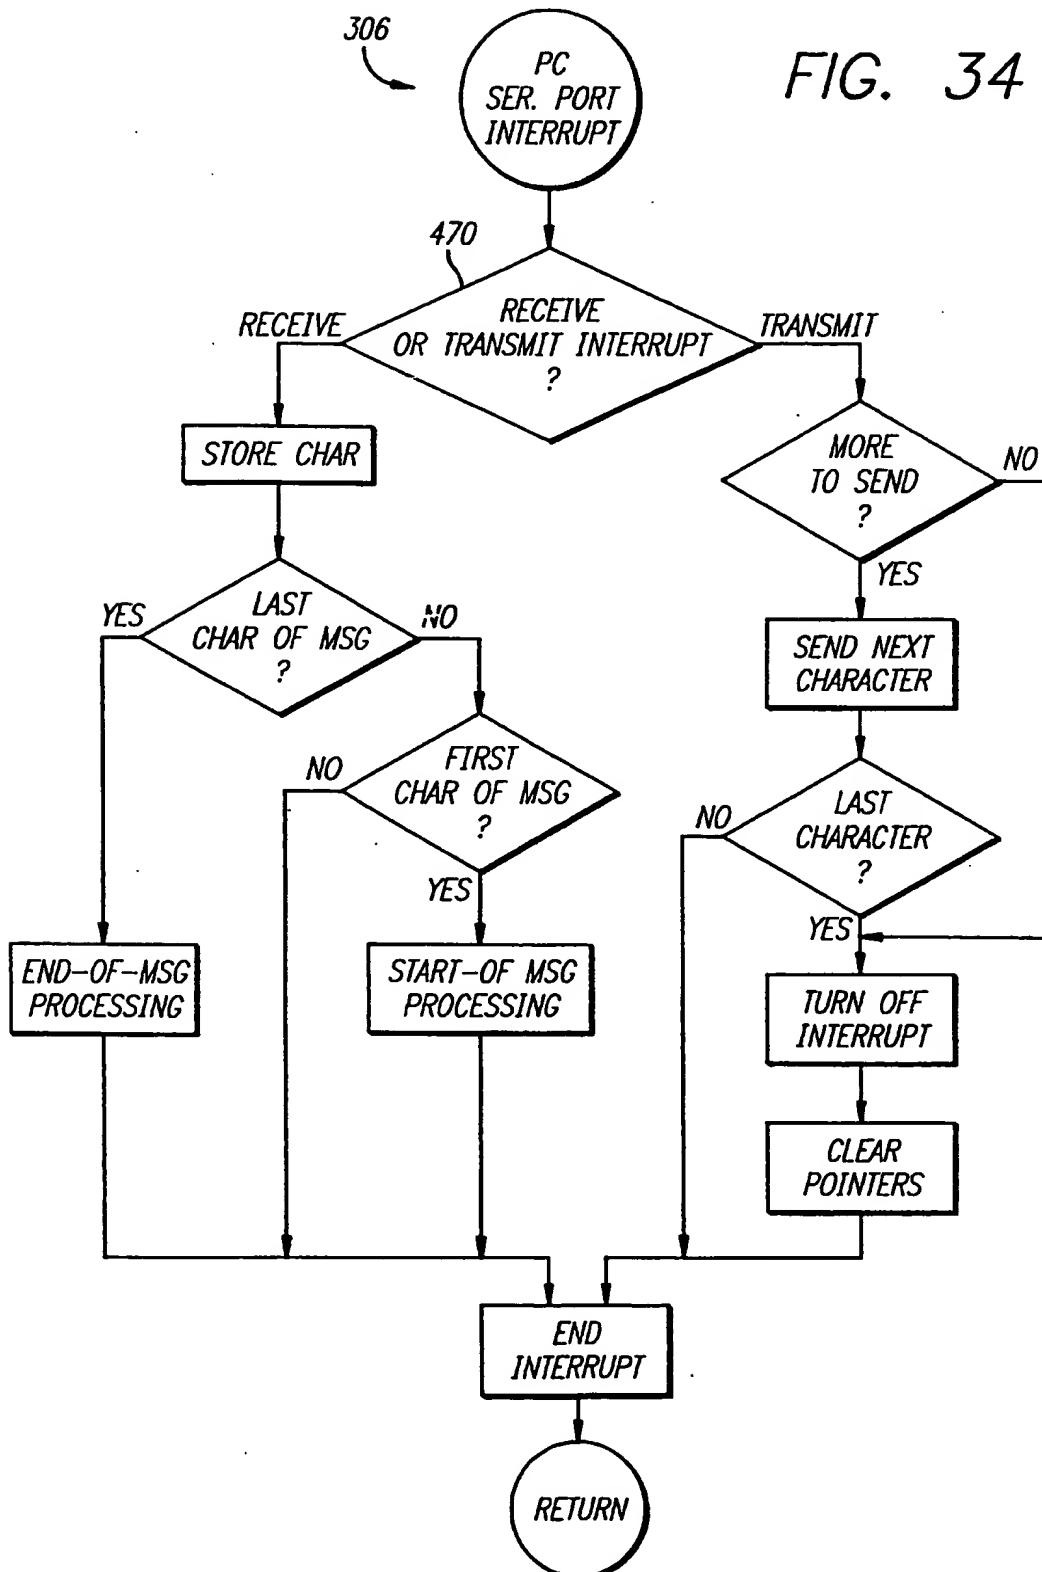 306
FIG. 34
PC
SER. PORT
INTERRUPT
470
RECEIVE
OR TRANSMIT INTERRUPT
?
RECEIVE
TRANSMIT
STORE CHAR
MORE
TO SEND
?
NO
YES
LAST
CHAR OF MSG
?
YES
NO
SEND NEXT
CHARACTER
FIRST
CHAR OF MSG
?
NO
YES
LAST
CHARACTER
?
NO
YES
END-OF-MSG
PROCESSING
START-OF MSG
PROCESSING
TURN OFF
INTERRUPT
CLEAR
POINTERS
END
INTERRUPT
RETURN